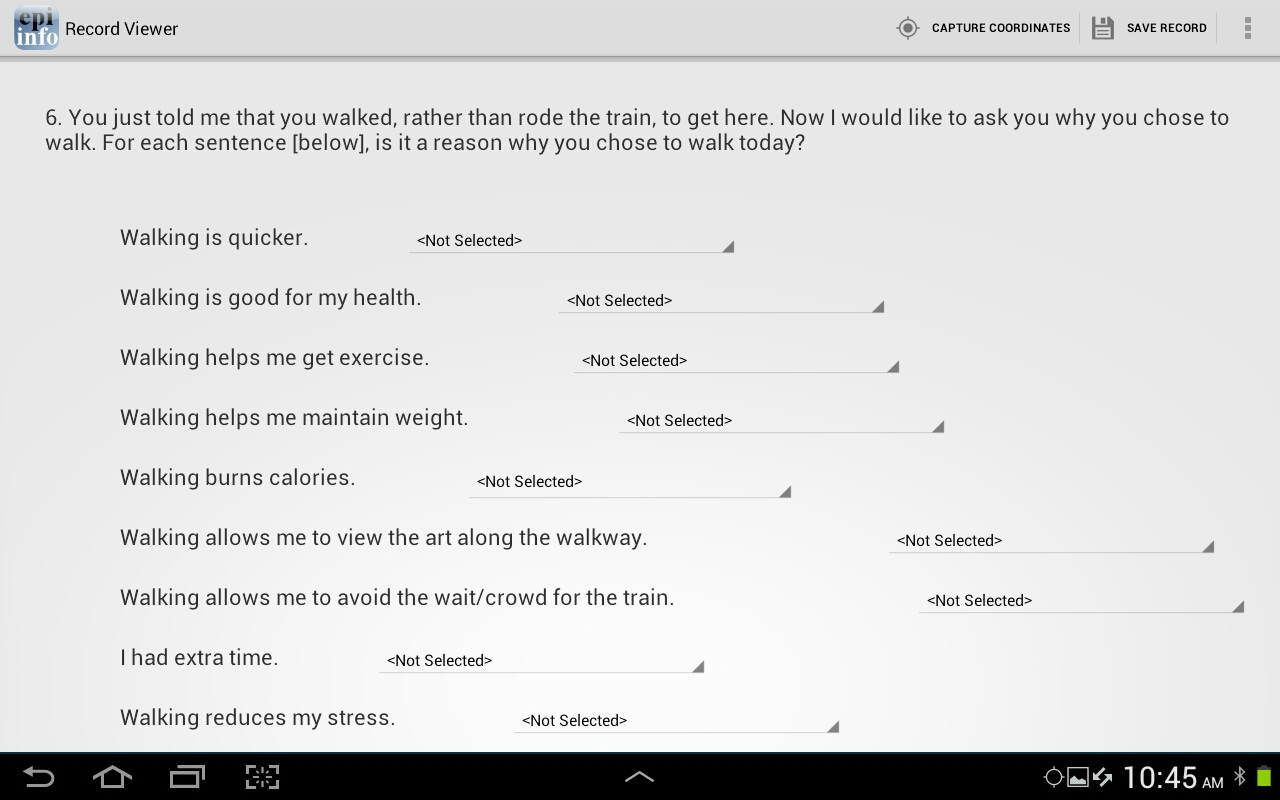 epi
info
Record Viewer
CAPTURE COORDINATES
SAVE RECORD
6. You just told me that you walked, rather than rode the train, to get here. Now I would like to ask you why you chose to
walk. For each sentence [below], is it a reason why you chose to walk today?
Walking is quicker. <Not Selected>
Walking is good for my health. <Not Selected>
Walking helps me get exercise. <Not Selected>
Walking helps me maintain weight. <Not Selected>
Walking burns calories. <Not Selected>
Walking allows me to view the art along the walkway. <Not Selected>
Walking allows me to avoid the wait/crowd for the train. <Not Selected>
I had extra time. <Not Selected>
Walking reduces my stress. <Not Selected>
10:45 AM